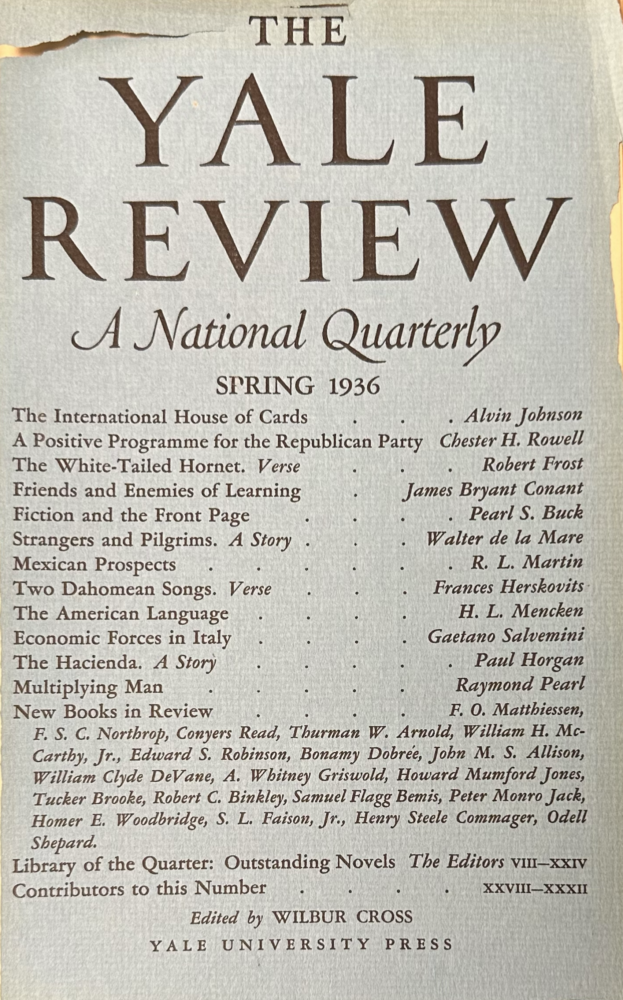 THE
YALE
REVIEW
A National Quarterly
SPRING 1936
The International House of Cards . . . Alvin Johnson
A Positive Programme for the Republican Party Chester H. Rowell
The White-Tailed Hornet. Verse . . . Robert Frost
Friends and Enemies of Learning . James Bryant Conant
Fiction and the Front Page . . . . Pearl S. Buck
Strangers and Pilgrims. A Story . . . Walter de la Mare
Mexican Prospects . . . . . . R. L. Martin
Two Dahomean Songs. Verse . . . Frances Herskovits
The American Language . . . . H. L. Mencken
Economic Forces in Italy . . . . Gaetano Salvemini
The Hacienda. A Story . . . . . Paul Horgan
Multiplying Man . . . . . Raymond Pearl
New Books in Review . . . . F. O. Matthiessen,
F. S. C. Northrop, Conyers Read, Thurman W. Arnold, William H. Mc-
Carthy, Jr., Edward S. Robinson, Bonamy Dobrée, John M. S. Allison,
William Clyde DeVane, A. Whitney Griswold, Howard Mumford Jones,
Tucker Brooke, Robert C. Binkley, Samuel Flagg Bemis, Peter Monro Jack,
Homer E. Woodbridge, S. L. Faison, Jr., Henry Steele Commager, Odell
Shepard.
Library of the Quarter: Outstanding Novels The Editors VIII–XXIV
Contributors to this Number . . . . XXVIII–XXXII
Edited by WILBUR CROSS
YALE UNIVERSITY PRESS